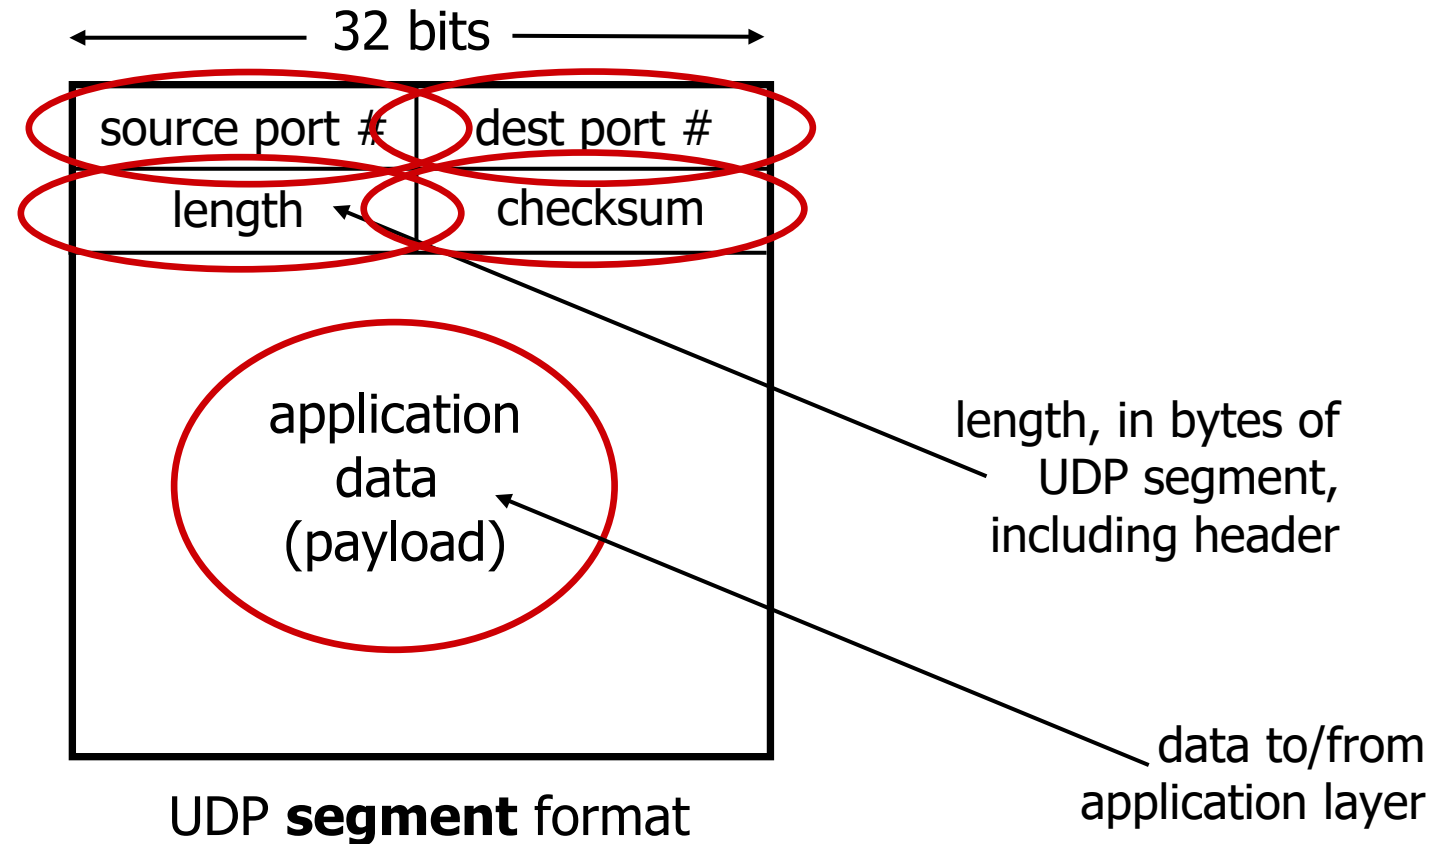 32 bits
source port #
dest port #
length
checksum
application
data
(payload)
length, in bytes of
UDP segment,
including header
data to/from
application layer
UDP segment format